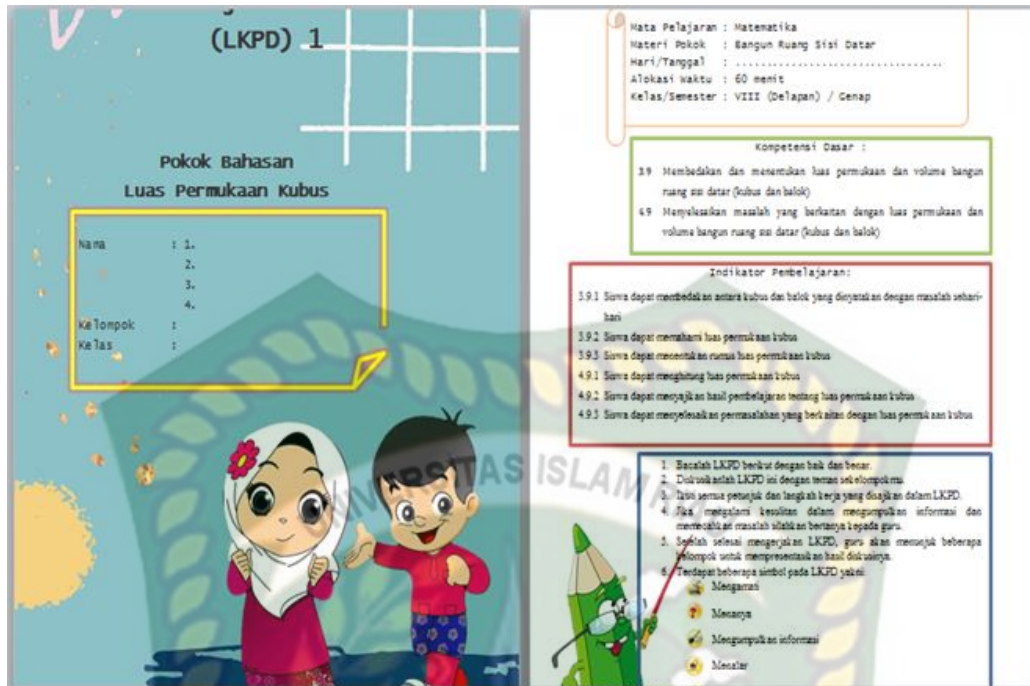 (LKPD) 1
Pokok Bahasan
Luas Permukaan Kubus
Nama : 1.
2.
3.
4.
Kelompok :
Kelas :
Mata Pelajaran : Matematika
Materi Pokok : Bangun Ruang Sisi Datar
Hari/Tanggal : ..................................
Alokasi Waktu : 60 menit
Kelas/Semester : VIII (Delapan) / Genap
Kompetensi Dasar :
3.9 Membedakan dan menentukan luas permukaan dan volume bangun
ruang sisi datar (kubus dan balok)
4.9 Menyelesaikan masalah yang berkaitan dengan luas permukaan dan
volume bangun ruang sisi datar (kubus dan balok)
Indikator Pembelajaran:
3.9.1 Siswa dapat membedakan antara kubus dan balok yang dinyatakan dengan masalah sehari-
hari
3.9.2 Siswa dapat memahami luas permukaan kubus
3.9.3 Siswa dapat menentukan rumus luas permukaan kubus
4.9.1 Siswa dapat menghitung luas permukaan kubus
4.9.2 Siswa dapat menyajikan hasil pembelajaran tentang luas permukaan kubus
4.9.3 Siswa dapat menyelesaikan permasalahan yang berkaitan dengan luas permukaan kubus
1. Bacalah LKPD berikut dengan baik dan benar.
2. Diskusikanlah LKPD ini dengan teman sekelompokmu.
3. Ikuti semua petunjuk dan langkah kerja yang disajikan dalam LKPD.
4. Jika mengalami kesulitan dalam mengumpulkan informasi dan
memecahkan masalah silahkan bertanya kepada guru.
5. Setelah selesai mengerjakan LKPD, guru akan menunjuk beberapa
kelompok untuk mempresentasikan hasil diskusinya.
6. Terdapat beberapa simbol pada LKPD yakni:
Mengamati
Menanya
Mengumpulkan informasi
Menalar
UNIVERSITAS ISLAM